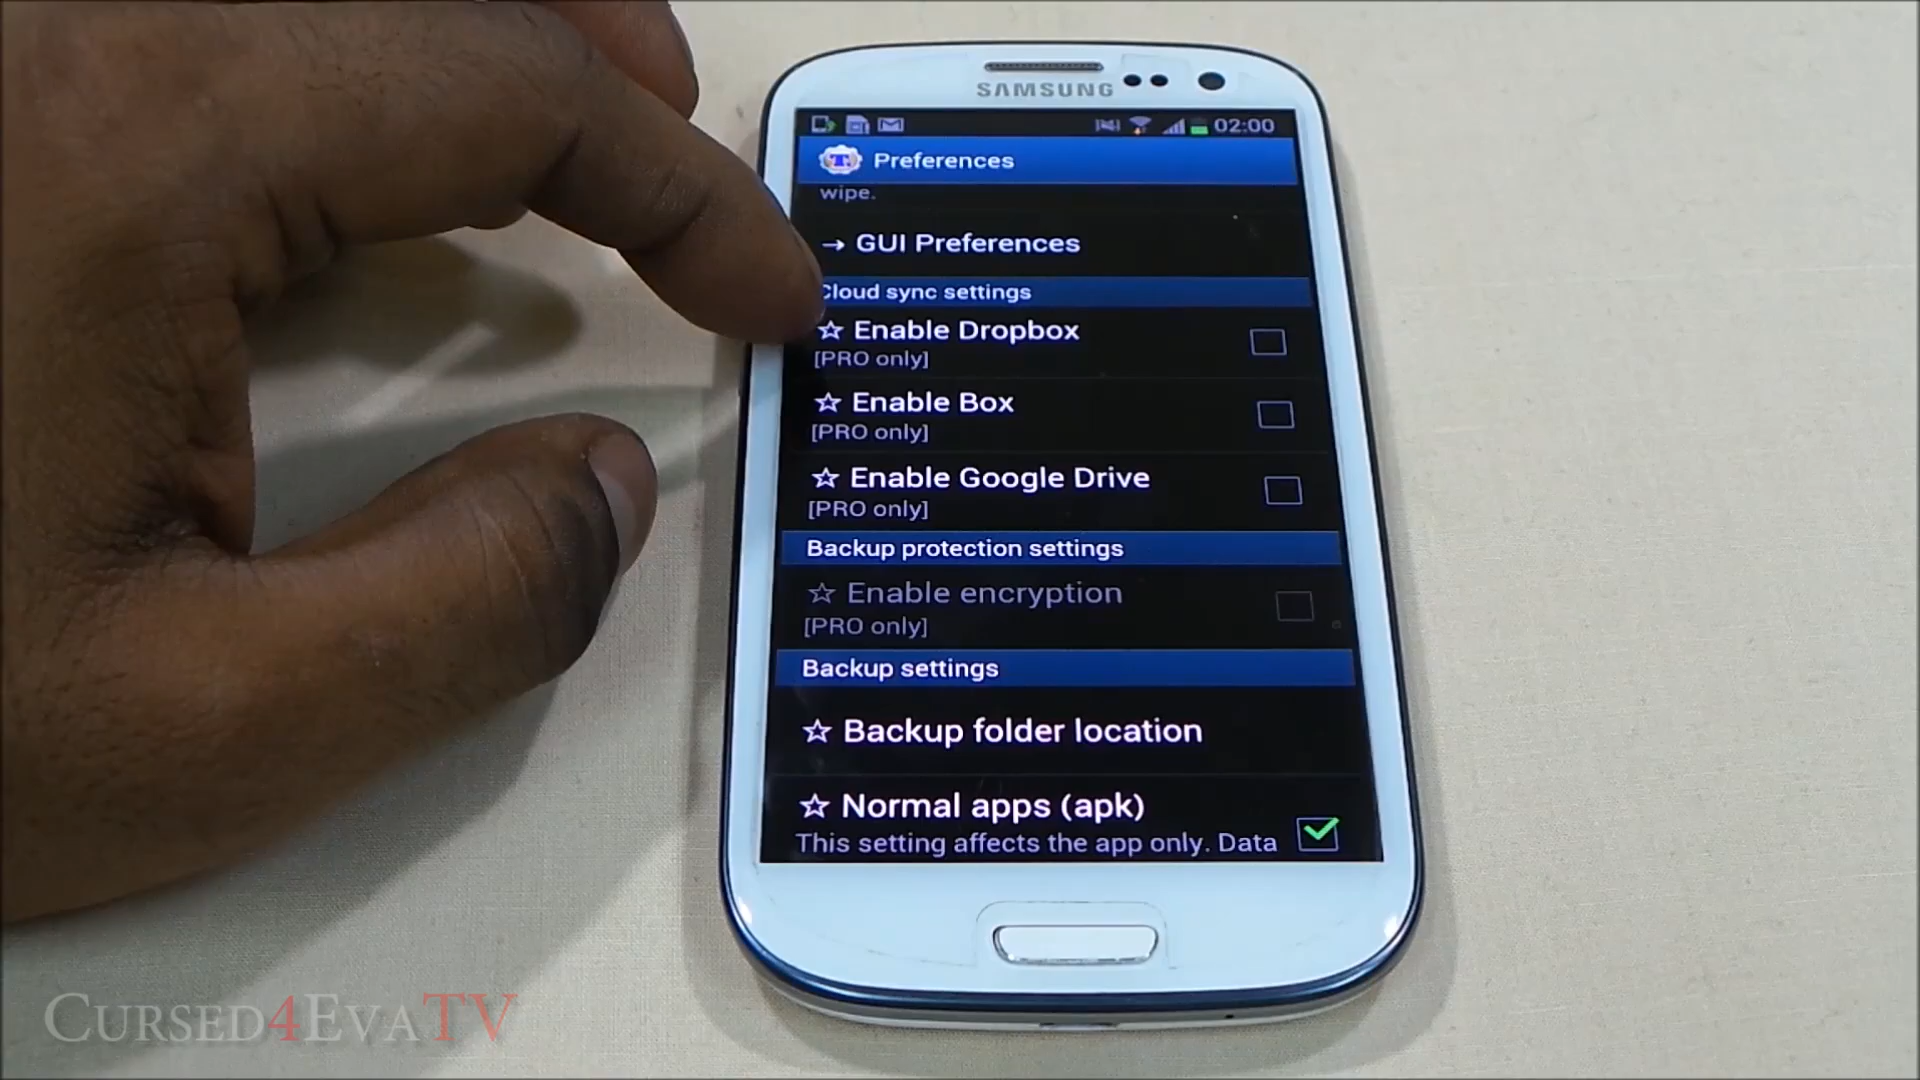 SAMSUNG
02:00
Preferences
wipe.
→ GUI Preferences
Cloud sync settings
☆ Enable Dropbox
[PRO only]
☆ Enable Box
[PRO only]
☆ Enable Google Drive
[PRO only]
Backup protection settings
☆ Enable encryption
[PRO only]
Backup settings
☆ Backup folder location
☆ Normal apps (apk)
This setting affects the app only. Data
CURSED4EVATV